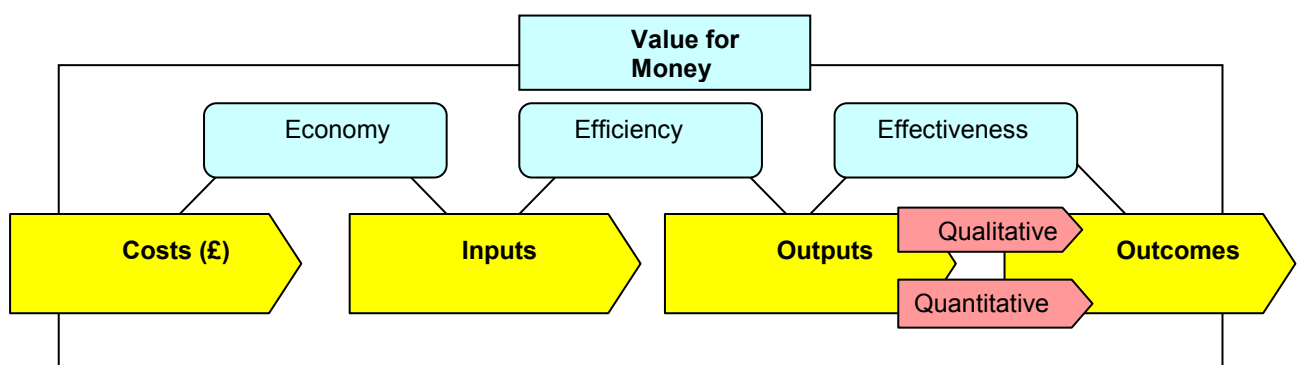 Value for
Money
Economy
Efficiency
Effectiveness
Costs (£)
Inputs
Outputs
Qualitative
Quantitative
Outcomes